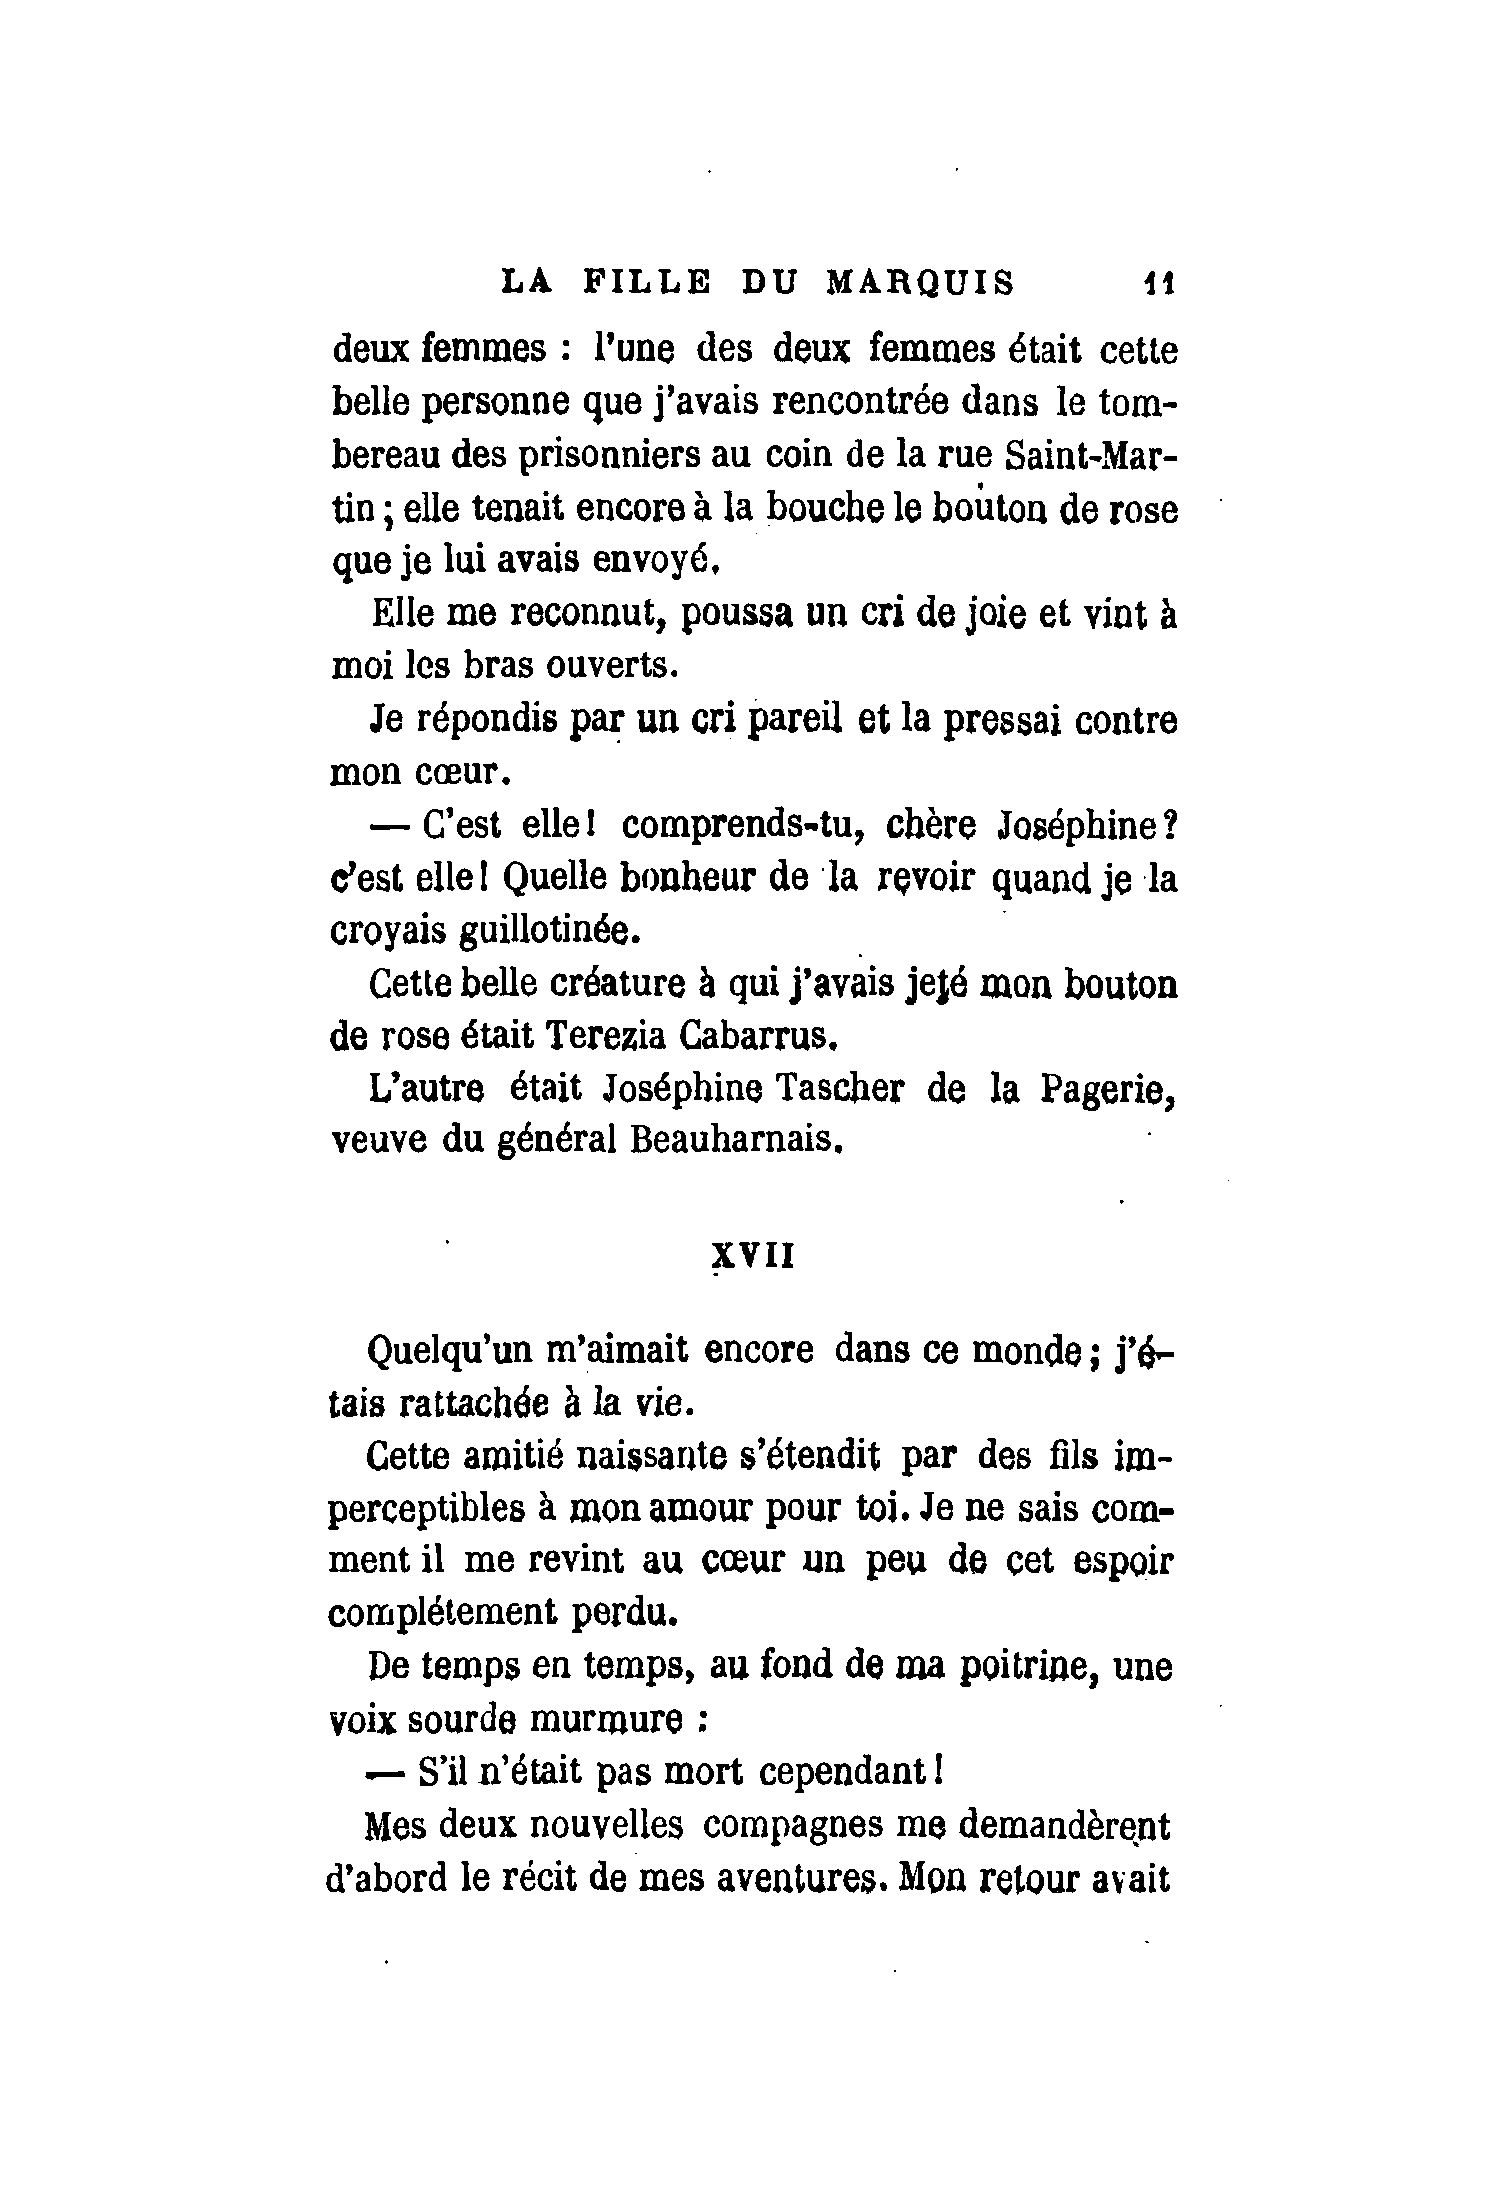 LA FILLE DU MARQUIS 11
deux femmes : l'une des deux femmes était cette
belle personne que j'avais rencontrée dans le tom-
bereau des prisonniers au coin de la rue Saint-Mar-
tin ; elle tenait encore à la bouche le bouton de rose
que je lui avais envoyé.
Elle me reconnut, poussa un cri de joie et vint à
moi les bras ouverts.
Je répondis par un cri pareil et la pressai contre
mon cœur.
— C'est elle! comprends-tu, chère Joséphine?
c'est elle! Quelle bonheur de la revoir quand je la
croyais guillotinée.
Cette belle créature à qui j'avais jeté mon bouton
de rose était Terezia Cabarrus.
L'autre était Joséphine Tascher de la Pagerie,
veuve du général Beauharnais.
XVII
Quelqu'un m'aimait encore dans ce monde ; j'é-
tais rattachée à la vie.
Cette amitié naissante s'étendit par des fils im-
perceptibles à mon amour pour toi. Je ne sais com-
ment il me revint au cœur un peu de cet espoir
complétement perdu.
De temps en temps, au fond de ma poitrine, une
voix sourde murmure :
— S'il n'était pas mort cependant!
Mes deux nouvelles compagnes me demandèrent
d'abord le récit de mes aventures. Mon retour avait